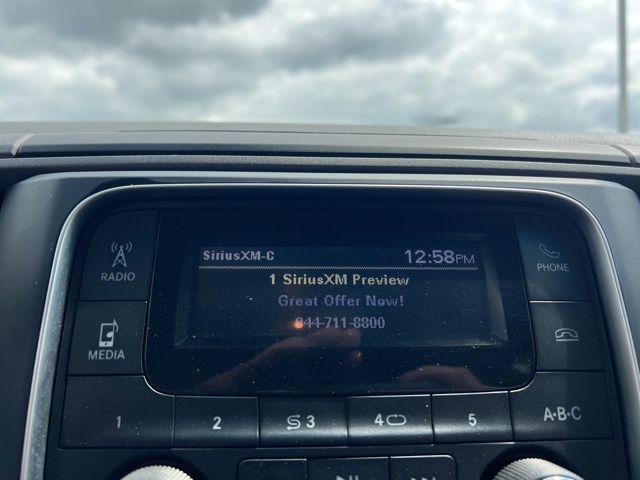 SiriusXM-C 12:58PM
1 SiriusXM Preview
Great Offer Now!
844-711-8800
RADIO
MEDIA
PHONE
1 2 3 4 5 A-B-C